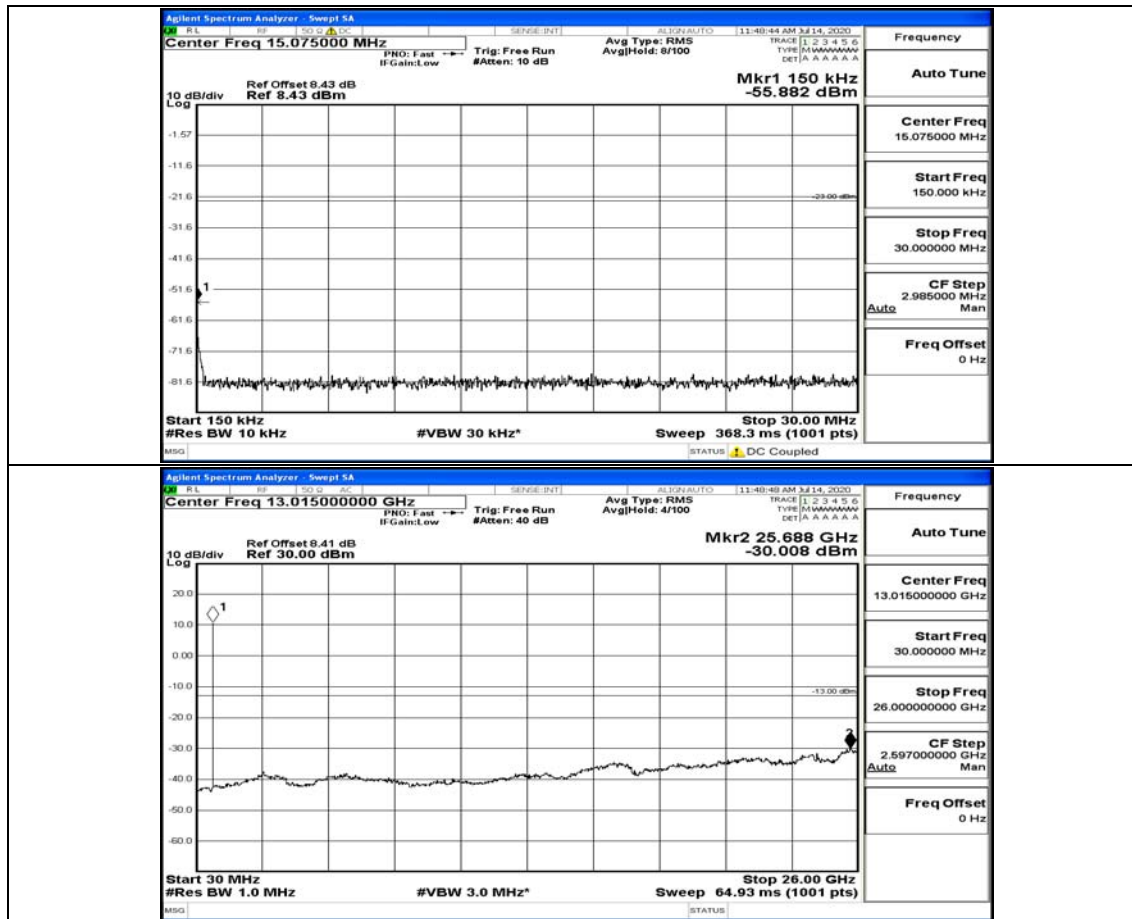 Agilent Spectrum Analyzer - Swept SA
RL RF 50 Ω DC SENSE:INT ALIGN AUTO 11:48:44 AM Jul 14, 2020
Center Freq 15.075000 MHz
PNO: Fast
IFGain:Low
Trig: Free Run
#Atten: 10 dB
Avg Type: RMS
Avg|Hold: 8/100
TRACE 1 2 3 4 5 6
TYPE M W W W W W
DET A A A A A A
Ref Offset 8.43 dB
10 dB/div Ref 8.43 dBm
Log
Mkr1 150 kHz
-55.882 dBm
-1.57
-11.6
-21.6
-23.00 dBm
-31.6
-41.6
-51.6
1
-61.6
-71.6
-81.6
Start 150 kHz Stop 30.00 MHz
#Res BW 10 kHz #VBW 30 kHz* Sweep 368.3 ms (1001 pts)
MSG STATUS DC Coupled
Frequency
Auto Tune
Center Freq
15.075000 MHz
Start Freq
150.000 kHz
Stop Freq
30.000000 MHz
CF Step
2.985000 MHz
Auto Man
Freq Offset
0 Hz
Agilent Spectrum Analyzer - Swept SA
RL RF 50 Ω AC SENSE:INT ALIGN AUTO 11:48:48 AM Jul 14, 2020
Center Freq 13.015000000 GHz
PNO: Fast
IFGain:Low
Trig: Free Run
#Atten: 40 dB
Avg Type: RMS
Avg|Hold: 4/100
TRACE 1 2 3 4 5 6
TYPE M W W W W W
DET A A A A A A
Ref Offset 8.41 dB
10 dB/div Ref 30.00 dBm
Log
Mkr2 25.688 GHz
-30.008 dBm
20.0
1
10.0
0.00
-10.0
-13.00 dBm
-20.0
2
-30.0
-40.0
-50.0
-60.0
Start 30 MHz Stop 26.00 GHz
#Res BW 1.0 MHz #VBW 3.0 MHz* Sweep 64.93 ms (1001 pts)
MSG STATUS
Frequency
Auto Tune
Center Freq
13.015000000 GHz
Start Freq
30.000000 MHz
Stop Freq
26.000000000 GHz
CF Step
2.597000000 GHz
Auto Man
Freq Offset
0 Hz